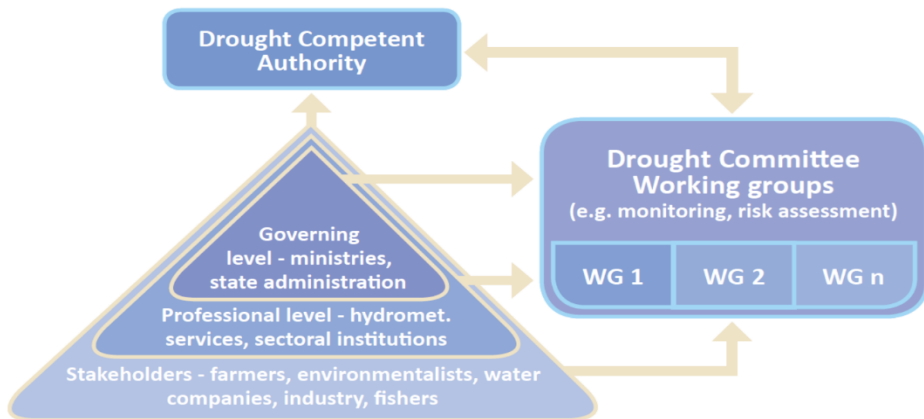 Drought Competent
Authority
Drought Committee
Working groups
(e.g. monitoring, risk assessment)
WG 1
WG 2
WG n
Governing
level - ministries,
state administration
Professional level - hydromet.
services, sectoral institutions
Stakeholders - farmers, environmentalists, water
companies, industry, fishers